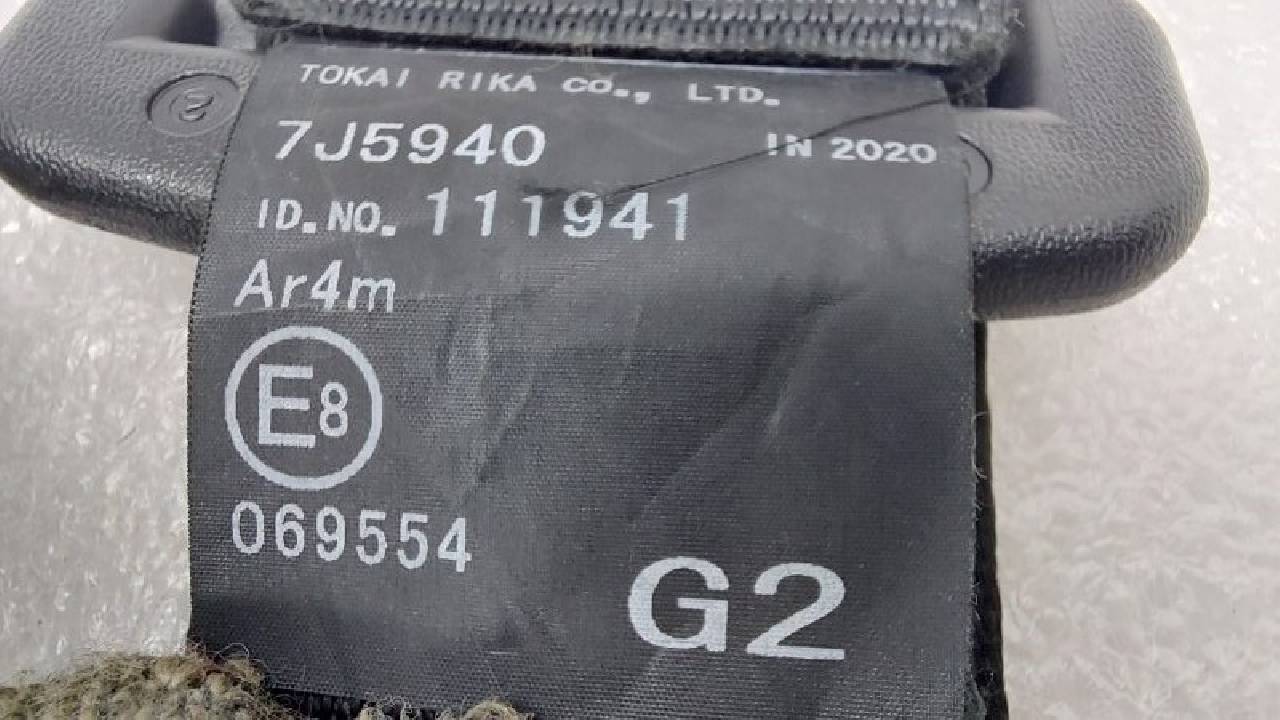 TOKAI RIKA CO., LTD.
7J5940 IN 2020
ID.NO. 111941
Ar4m
E8
069554
G2